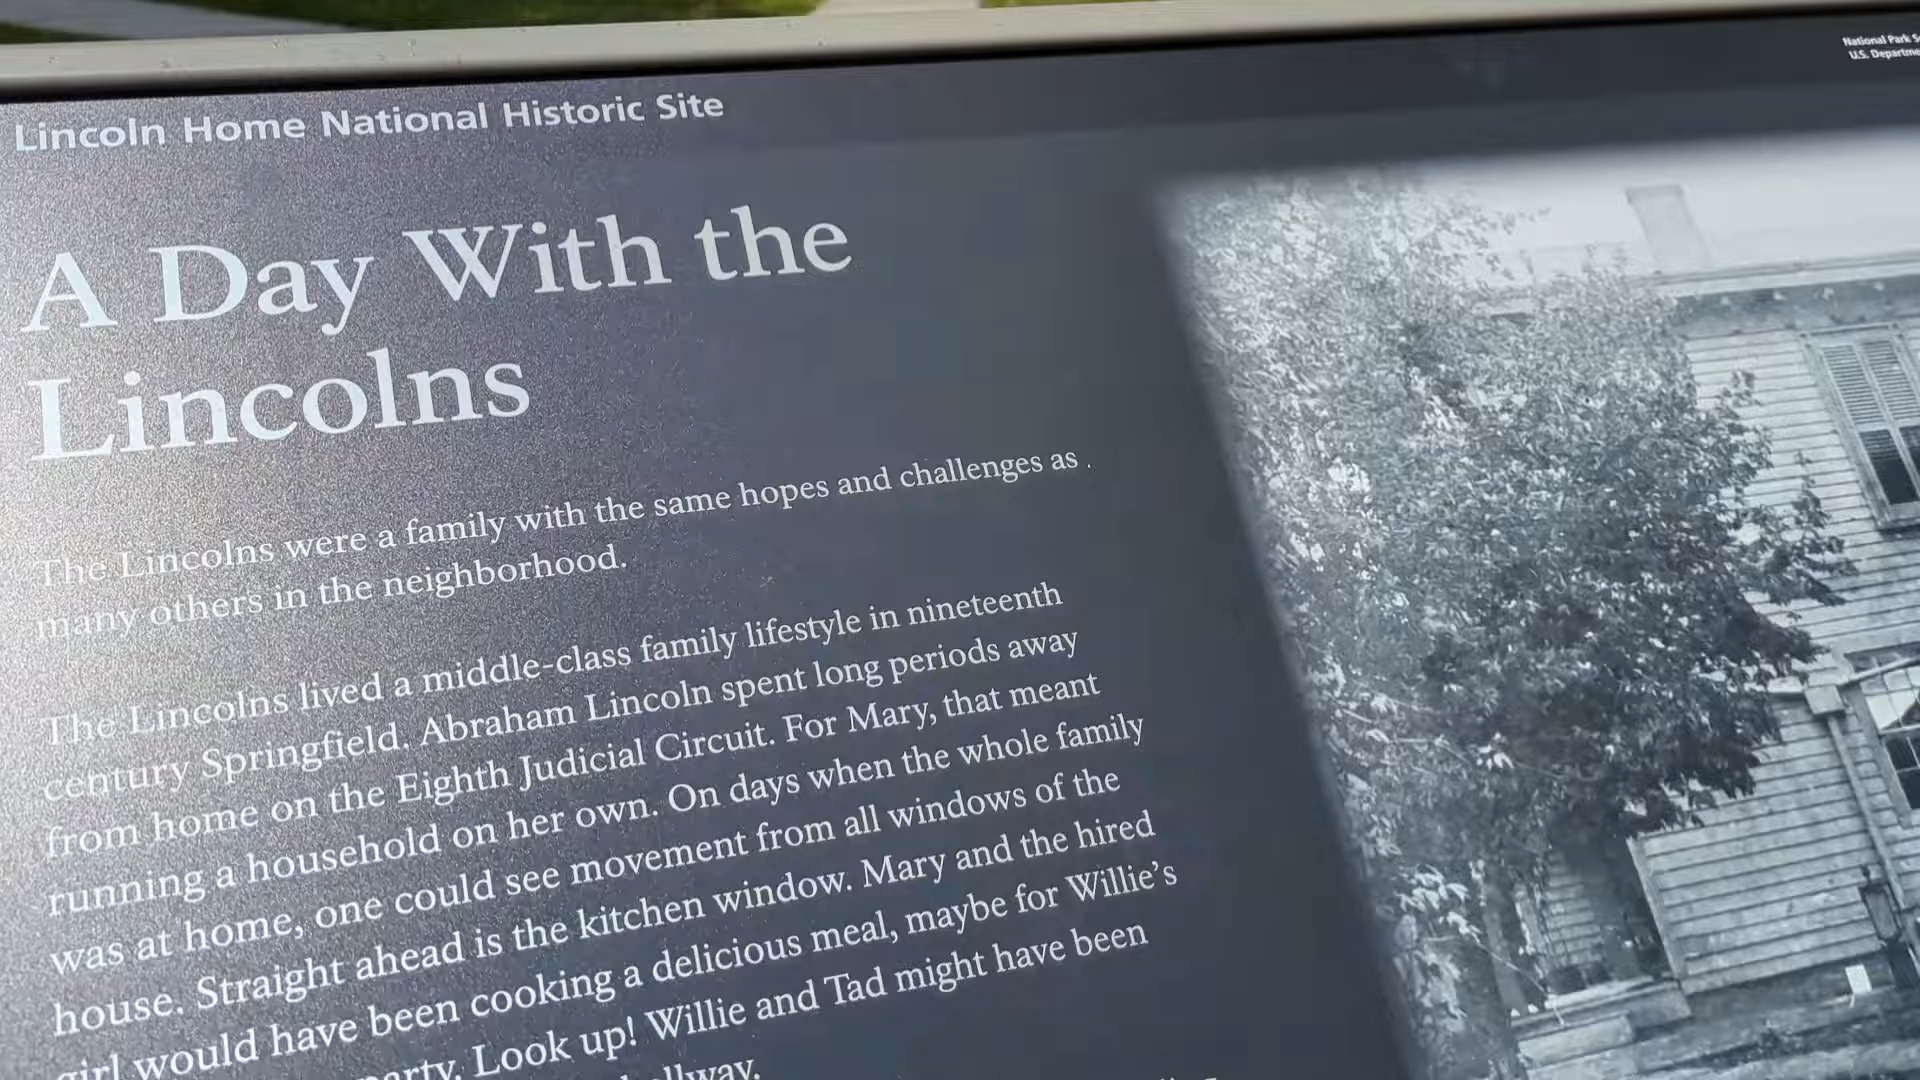 Lincoln Home National Historic Site
National Park
U.S.
A Day With the
Lincolns
The Lincolns were a family with the same hopes and challenges as
many others in the neighborhood.
The Lincolns lived a middle-class family lifestyle in nineteenth
century Springfield. Abraham Lincoln spent long periods away
from home on the Eighth Judicial Circuit. For Mary, that meant
running a household on her own. On days when the whole family
was at home, one could see movement from all windows of the
house. Straight ahead is the kitchen window. Mary and the hired
girl would have been cooking a delicious meal, maybe for Willie's
party. Look up! Willie and Tad might have been
hallway.